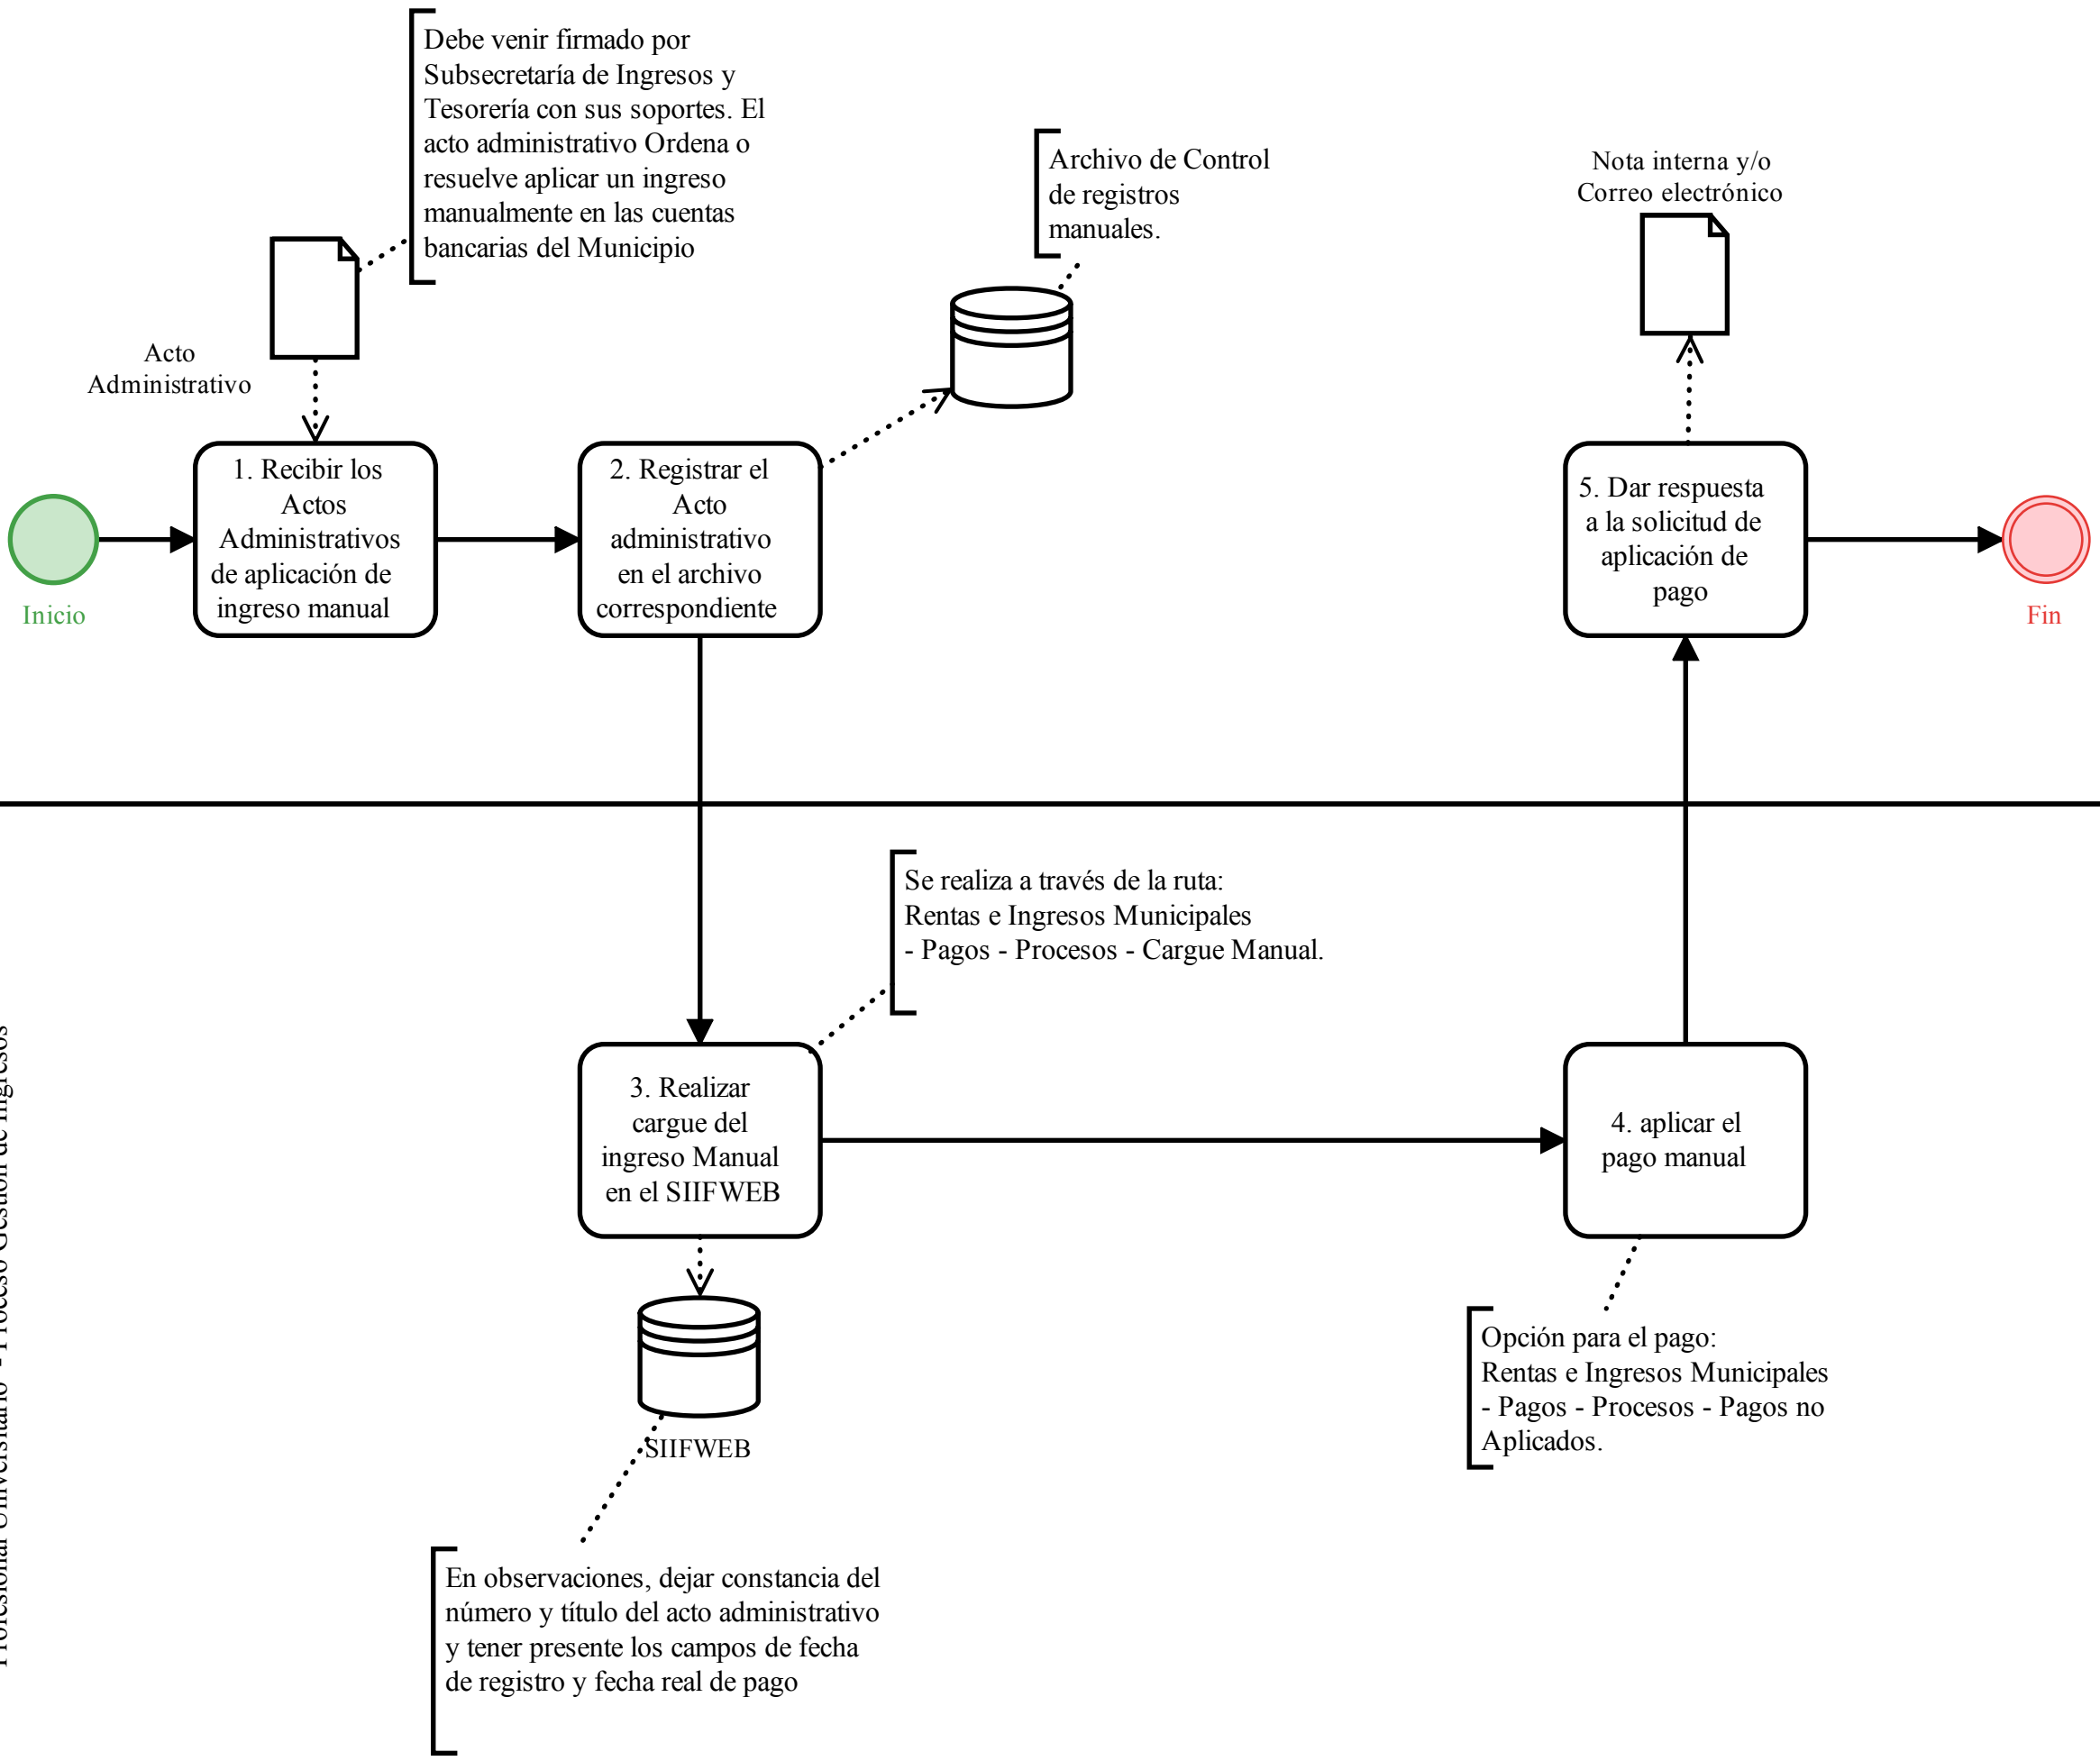 Debe venir firmado por
Subsecretaría de Ingresos y
Tesorería con sus soportes. El
acto administrativo Ordena o
resuelve aplicar un ingreso
manualmente en las cuentas
bancarias del Municipio
Archivo de Control
de registros
manuales.
Nota interna y/o
Correo electrónico
Acto
Administrativo
Inicio
1. Recibir los
Actos
Administrativos
de aplicación de
ingreso manual
2. Registrar el
Acto
administrativo
en el archivo
correspondiente
5. Dar respuesta
a la solicitud de
aplicación de
pago
Fin
Se realiza a través de la ruta:
Rentas e Ingresos Municipales
- Pagos - Procesos - Cargue Manual.
3. Realizar
cargue del
ingreso Manual
en el SIIFWEB
4. aplicar el
pago manual
SIIFWEB
Opción para el pago:
Rentas e Ingresos Municipales
- Pagos - Procesos - Pagos no
Aplicados.
En observaciones, dejar constancia del
número y título del acto administrativo
y tener presente los campos de fecha
de registro y fecha real de pago
Profesional Universitario - Proceso Gestión de Ingresos